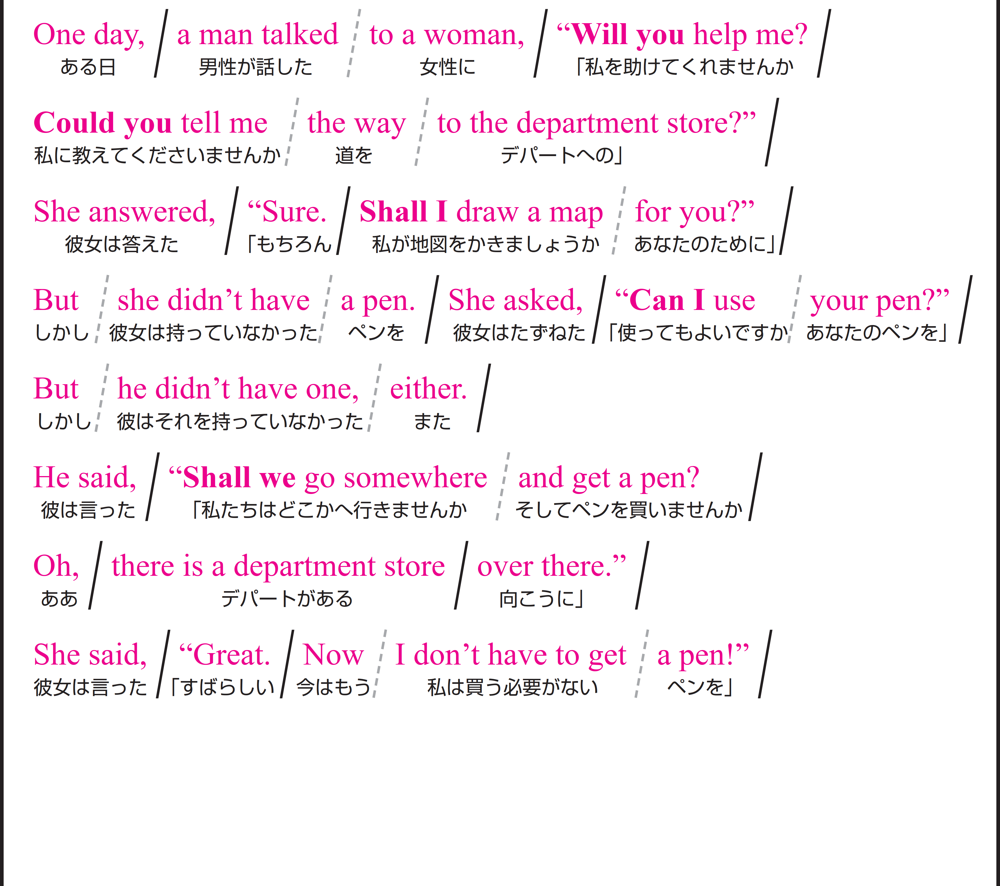 One day, / a man talked / to a woman, / “Will you help me? /
ある日 男性が話した 女性に 「私を助けてくれませんか
Could you tell me / the way / to the department store?” /
私に教えてくださいませんか 道を デパートへの」
She answered, / “Sure. / Shall I draw a map / for you?” /
彼女は答えた 「もちろん 私が地図をかきましょうか あなたのために」
But / she didn’t have / a pen. / She asked, / “Can I use / your pen?” /
しかし 彼女は持っていなかった ペンを 彼女はたずねた 「使ってもよいですか あなたのペンを」
But / he didn’t have one, / either. /
しかし 彼はそれを持っていなかった また
He said, / “Shall we go somewhere / and get a pen? /
彼は言った 「私たちはどこかへ行きませんか そしてペンを買いませんか
Oh, / there is a department store / over there.” /
ああ デパートがある 向こうに」
She said, / “Great. / Now / I don’t have to get / a pen!” /
彼女は言った 「すばらしい 今はもう 私は買う必要がない ペンを」